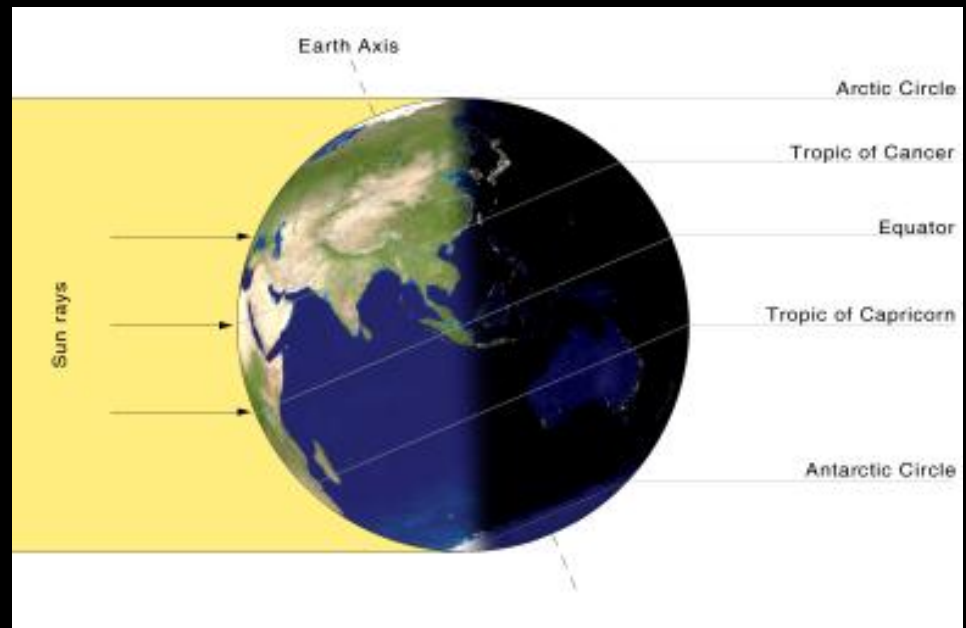 Earth Axis
Arctic Circle
Tropic of Cancer
Equator
Tropic of Capricorn
Sun rays
Antarctic Circle